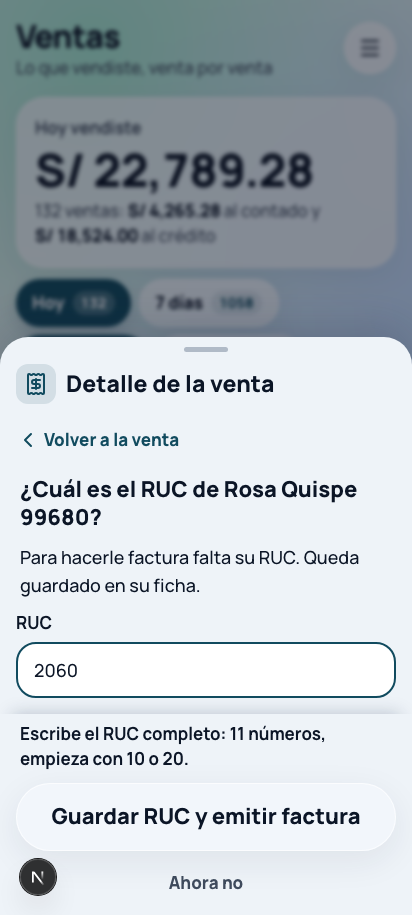 Ventas
Lo que vendiste, venta por venta
Hoy vendiste
S/ 22,789.28
132 ventas: S/ 4,265.28 al contado y
S/ 18,524.00 al crédito
Hoy 132
7 días 1058
Detalle de la venta
Volver a la venta
¿Cuál es el RUC de Rosa Quispe
99680?
Para hacerle factura falta su RUC. Queda
guardado en su ficha.
RUC
2060
Escribe el RUC completo: 11 números,
empieza con 10 o 20.
Guardar RUC y emitir factura
N
Ahora no